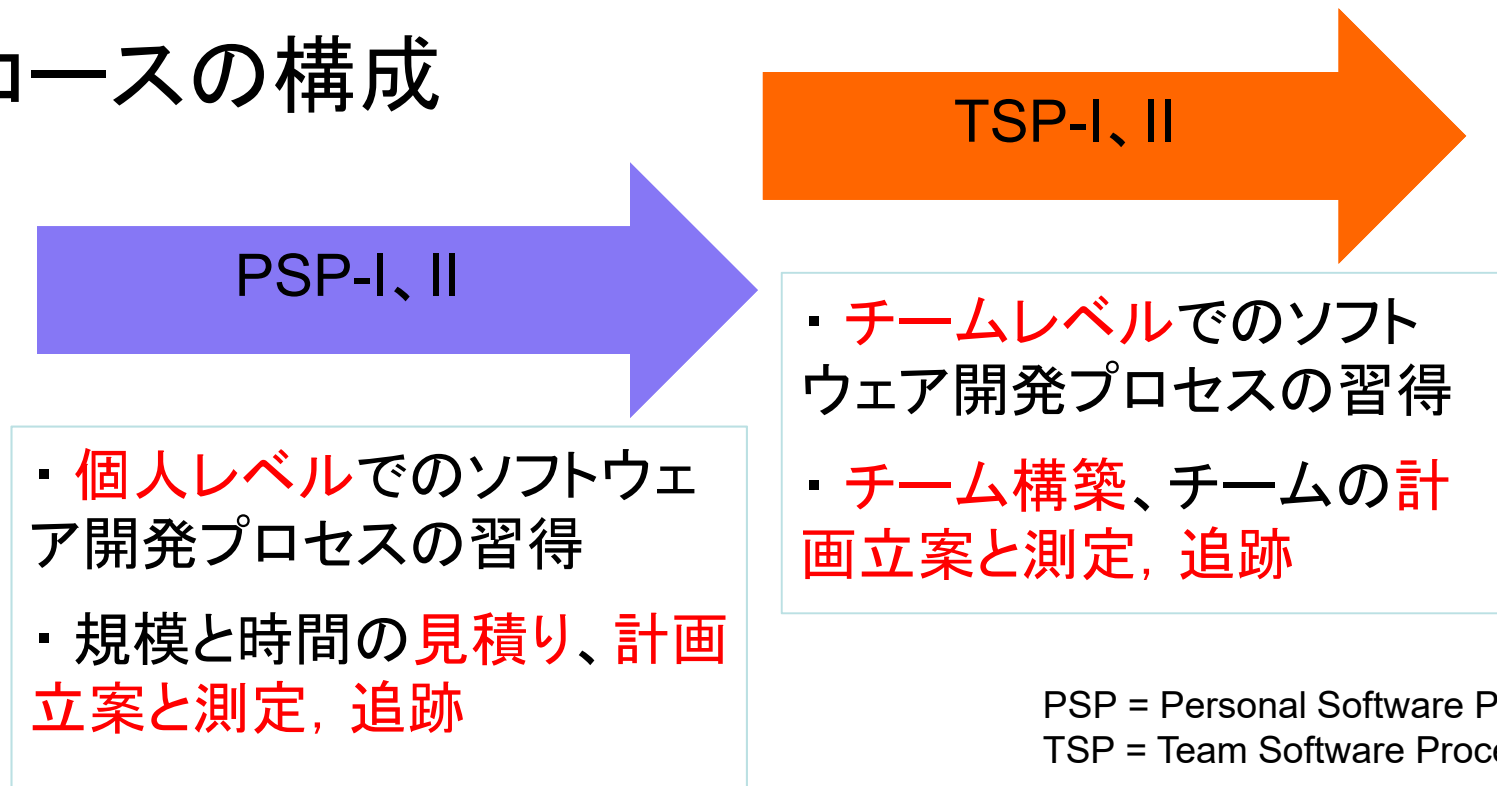 コースの構成
TSP-I、II
PSP-I、II
・チームレベルでのソフト
ウェア開発プロセスの習得
・チーム構築、チームの計
画立案と測定, 追跡
・個人レベルでのソフトウェ
ア開発プロセスの習得
・規模と時間の見積り、計画
立案と測定, 追跡
PSP = Personal Software
TSP = Team Software